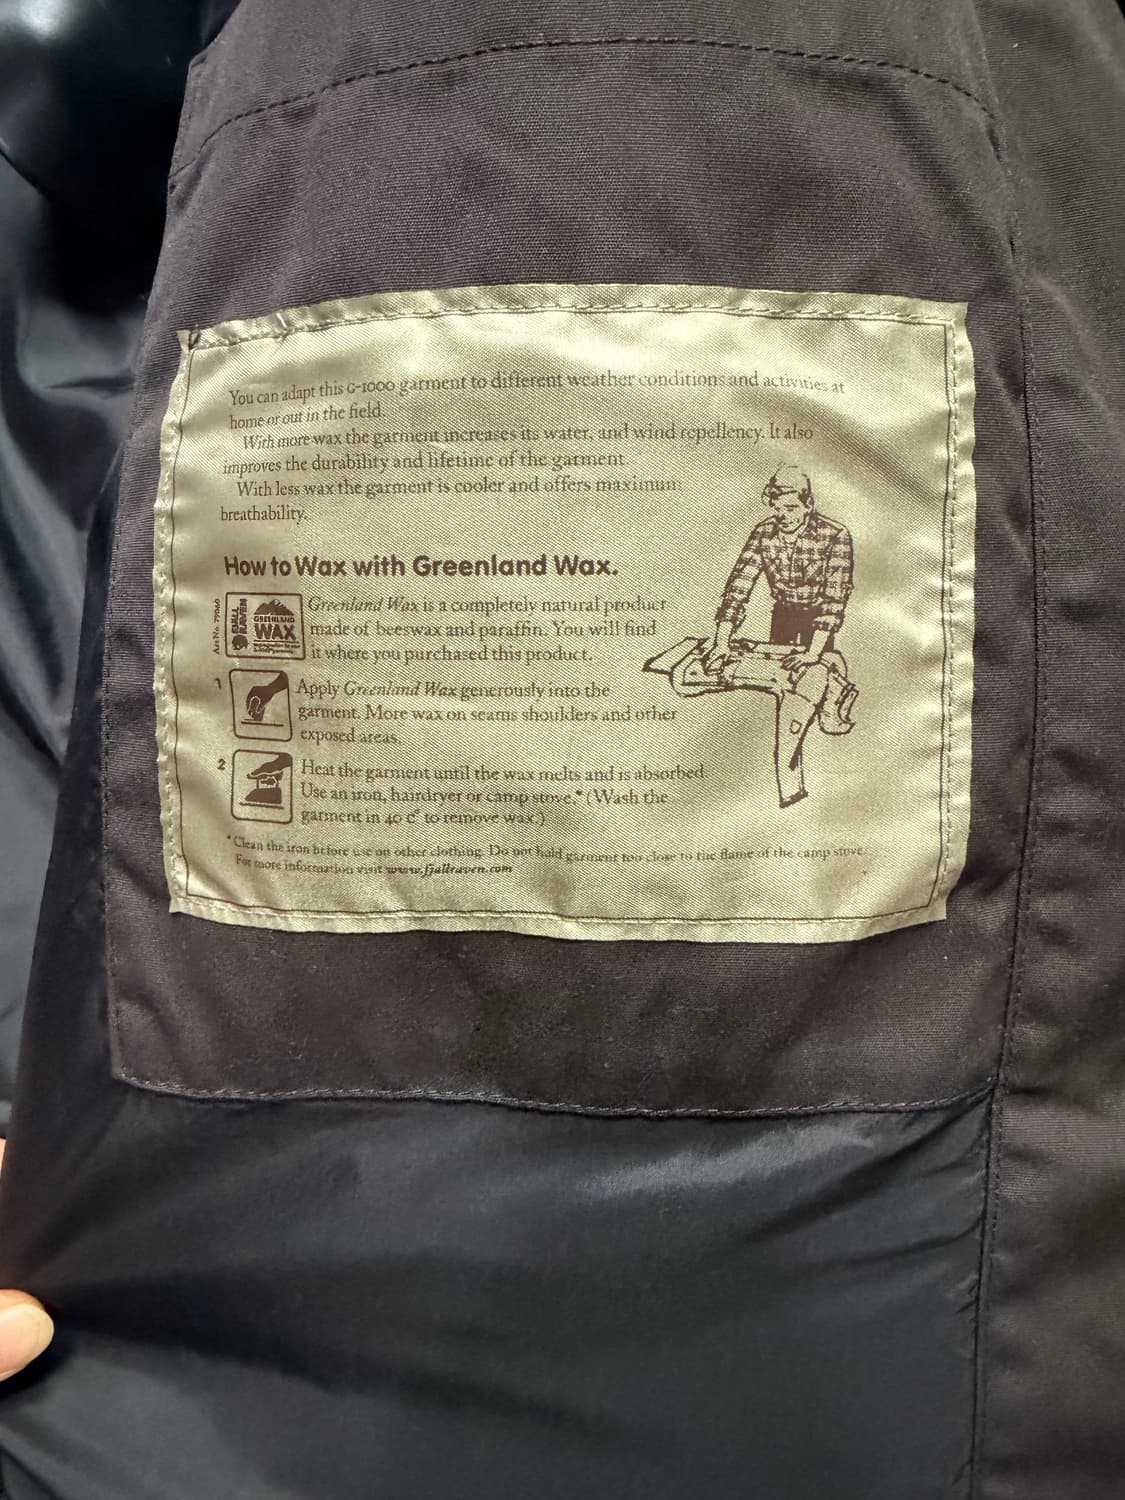 You can adapt this G-1000 garment to different weather conditions and activities at
home or out in the field.
With more wax the garment increases its water, and wind repellency. It also
improves the durability and lifetime of the garment.
With less wax the garment is cooler and offers maximum
breathability.
How to Wax with Greenland Wax.
Art No. 79060
FJÄLL
RÄVEN
GREENLAND
WAX
Greenland Wax is a completely natural product
made of beeswax and paraffin. You will find
it where you purchased this product.
1
Apply Greenland Wax generously into the
garment. More wax on seams shoulders and other
exposed areas.
2
Heat the garment until the wax melts and is absorbed.
Use an iron, hairdryer or camp stove.* (Wash the
garment in 40 c° to remove wax.)
* Clean the iron before use on other clothing. Do not hold garment too close to the flame of the camp stove.
For more information visit www.fjallraven.com